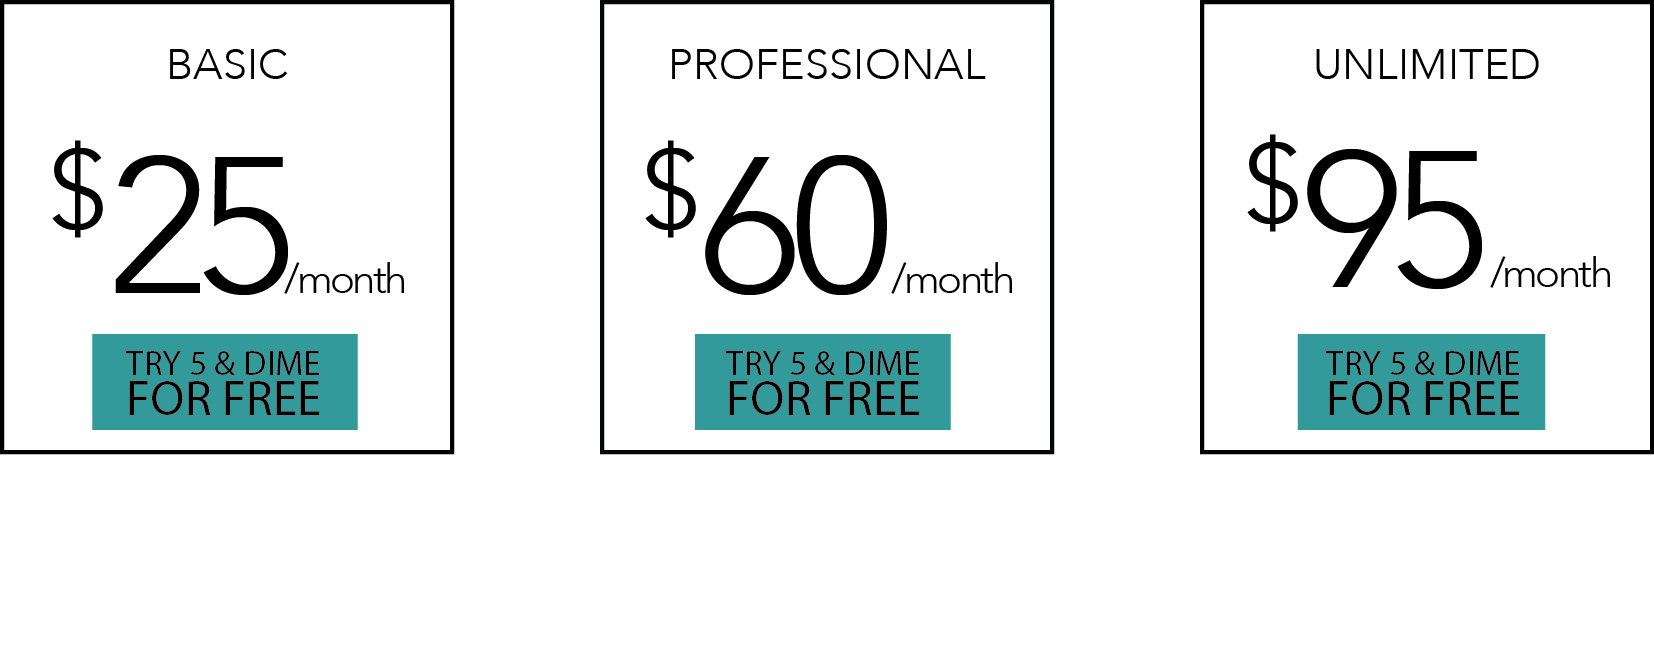 BASIC
$25/month
TRY 5 & DIME
FOR FREE
PROFESSIONAL
$60/month
TRY 5 & DIME
FOR FREE
UNLIMITED
$95/month
TRY 5 & DIME
FOR FREE